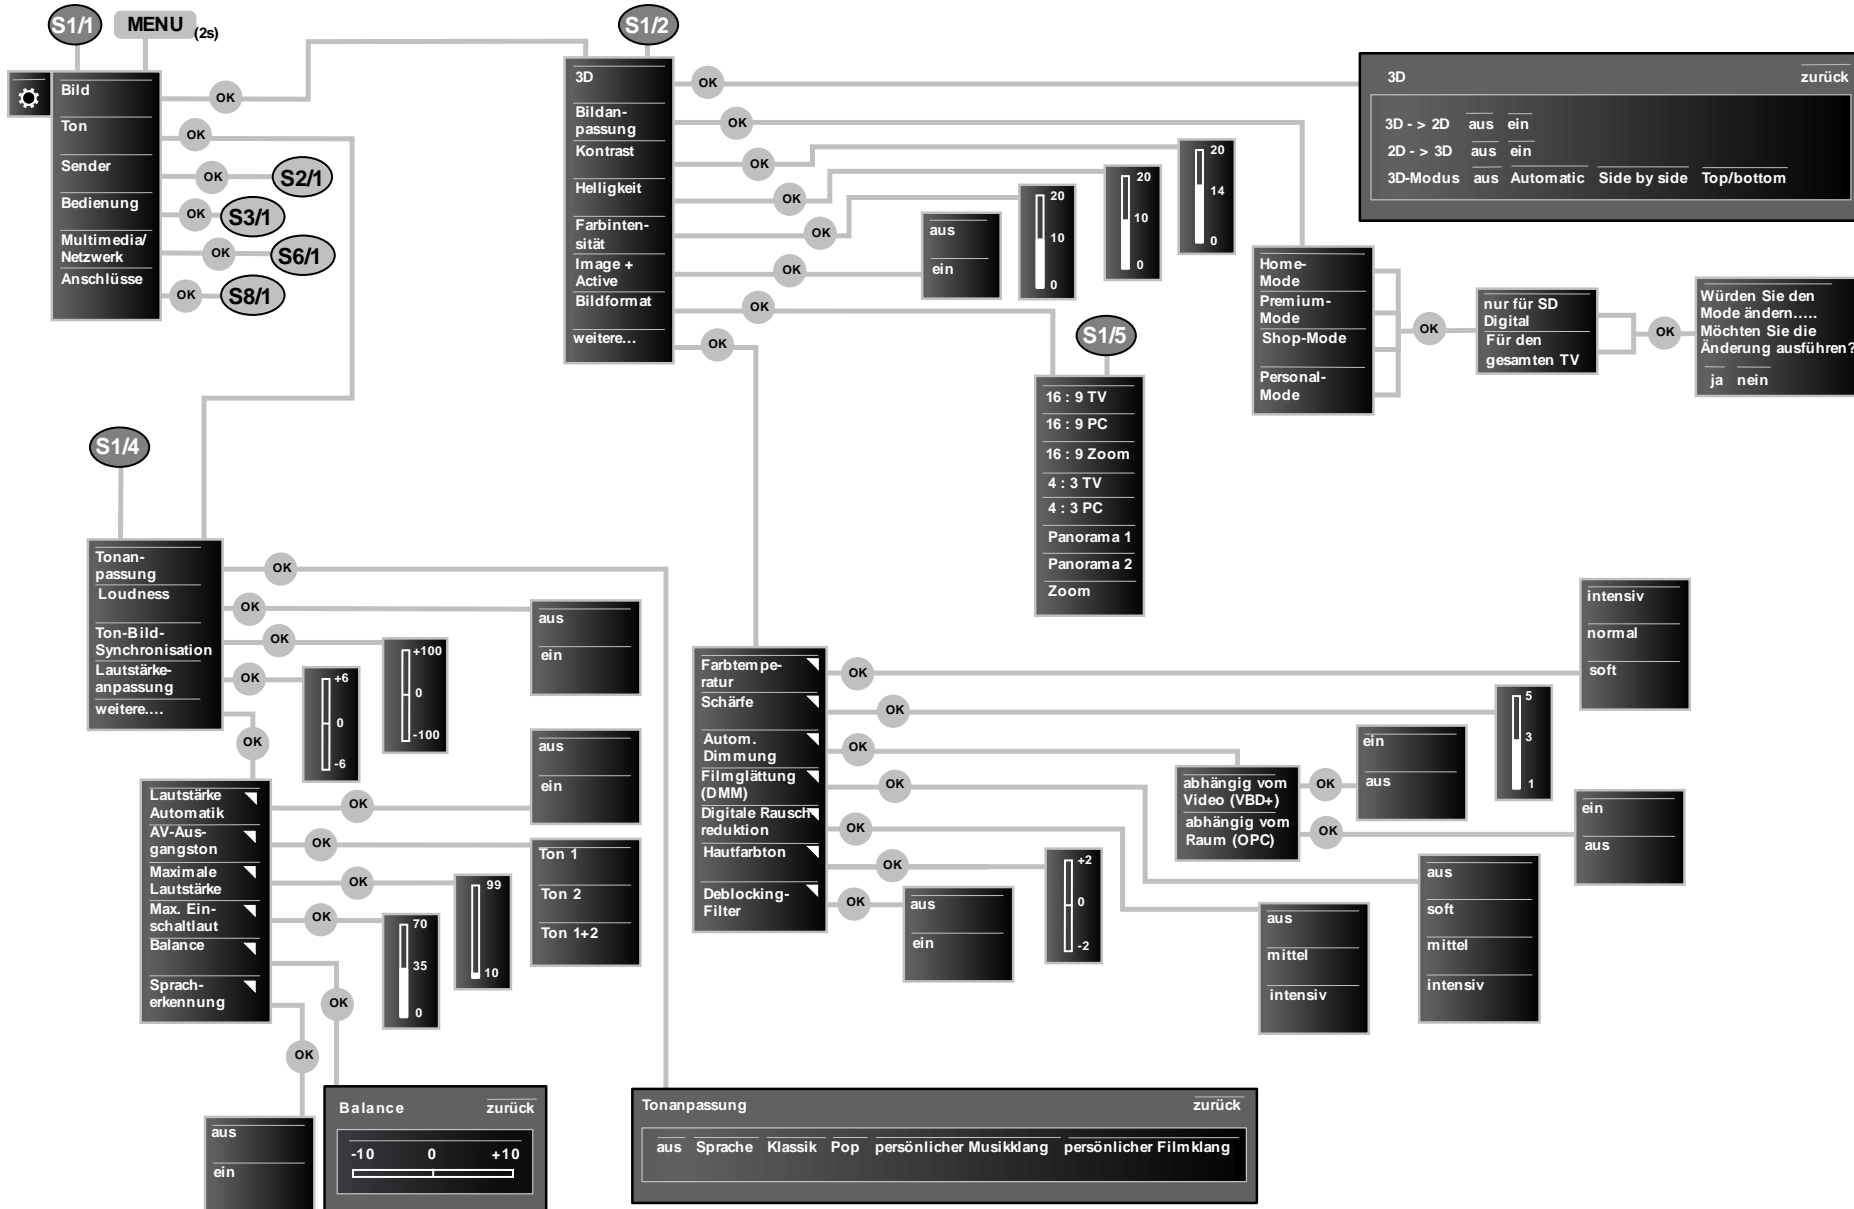 S1/1
MENU
(2s)
Bild
OK
Ton
OK
Sender
OK
S2/1
Bedienung
OK
S3/1
Multimedia/
Netzwerk
OK
S6/1
Anschlüsse
OK
S8/1
S1/2
3D
OK
Bildan-
passung
OK
Kontrast
OK
Helligkeit
OK
Farbinten-
sität
OK
Image +
Active
OK
Bildformat
OK
weitere...
OK
aus
ein
20
10
0
20
10
0
20
14
0
3D
zurück
3D - > 2D aus ein
2D - > 3D aus ein
3D-Modus aus Automatic Side by side Top/bottom
Home-
Mode
Premium-
Mode
Shop-Mode
Personal-
Mode
OK
nur für SD
Digital
Für den
gesamten TV
OK
Würden Sie den
Mode ändern.....
Möchten Sie die
Änderung ausführen?
ja nein
S1/5
16 : 9 TV
16 : 9 PC
16 : 9 Zoom
4 : 3 TV
4 : 3 PC
Panorama 1
Panorama 2
Zoom
S1/4
Tonan-
passung
OK
Loudness
OK
Ton-Bild-
Synchronisation
OK
Lautstärke-
anpassung
OK
weitere....
OK
+6
0
-6
+100
0
-100
aus
ein
Lautstärke
Automatik
OK
AV-Aus-
gangston
OK
Maximale
Lautstärke
OK
Max. Ein-
schaltlaut
OK
Balance
OK
Sprach-
erkennung
OK
aus
ein
Ton 1
Ton 2
Ton 1+2
99
10
70
35
0
aus
ein
Balance
zurück
-10 0 +10
Tonanpassung
zurück
aus Sprache Klassik Pop persönlicher Musikklang persönlicher Filmklang
Farbtempe-
ratur
OK
Schärfe
OK
Autom.
Dimmung
OK
Filmglättung
(DMM)
OK
Digitale Rausch
reduktion
OK
Hautfarbton
OK
Deblocking-
Filter
OK
intensiv
normal
soft
5
3
1
abhängig vom
Video (VBD+)
OK
abhängig vom
Raum (OPC)
OK
ein
aus
ein
aus
aus
soft
mittel
intensiv
aus
mittel
intensiv
+2
0
-2
aus
ein